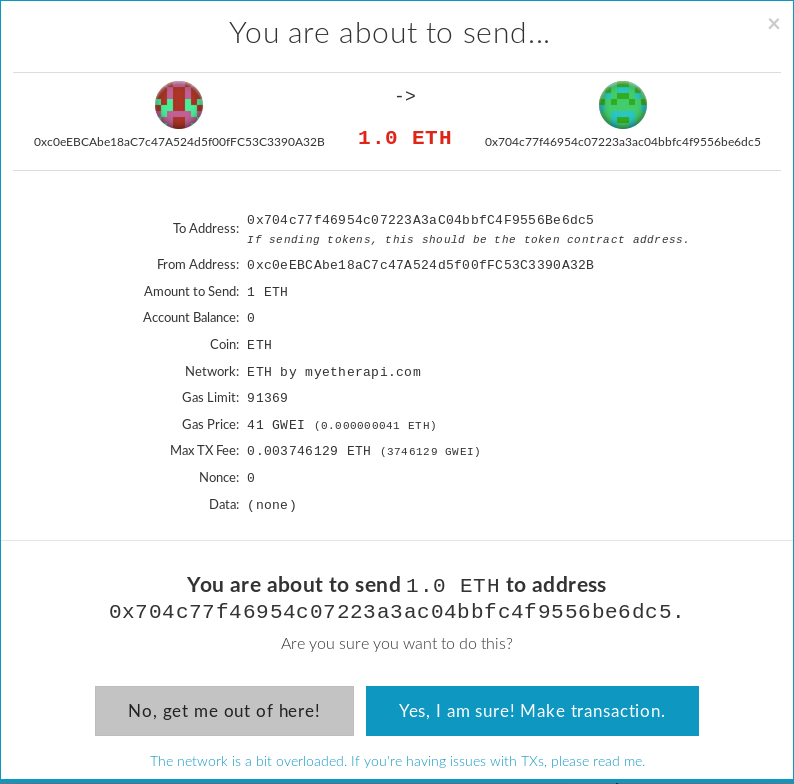 You are about to send...
×
->
1.0 ETH
0xc0eEBCAbe18aC7c47A524d5f00fFC53C3390A32B
0x704c77f46954c07223a3ac04bbfc4f9556be6dc5
To Address: 0x704c77f46954c07223A3aC04bbfC4F9556Be6dc5
If sending tokens, this should be the token contract address.
From Address: 0xc0eEBCAbe18aC7c47A524d5f00fFC53C3390A32B
Amount to Send: 1 ETH
Account Balance: 0
Coin: ETH
Network: ETH by myetherapi.com
Gas Limit: 91369
Gas Price: 41 GWEI (0.000000041 ETH)
Max TX Fee: 0.003746129 ETH (3746129 GWEI)
Nonce: 0
Data: (none)
You are about to send 1.0 ETH to address
0x704c77f46954c07223a3ac04bbfc4f9556be6dc5.
Are you sure you want to do this?
No, get me out of here!
Yes, I am sure! Make transaction.
The network is a bit overloaded. If you're having issues with TXs, please read me.